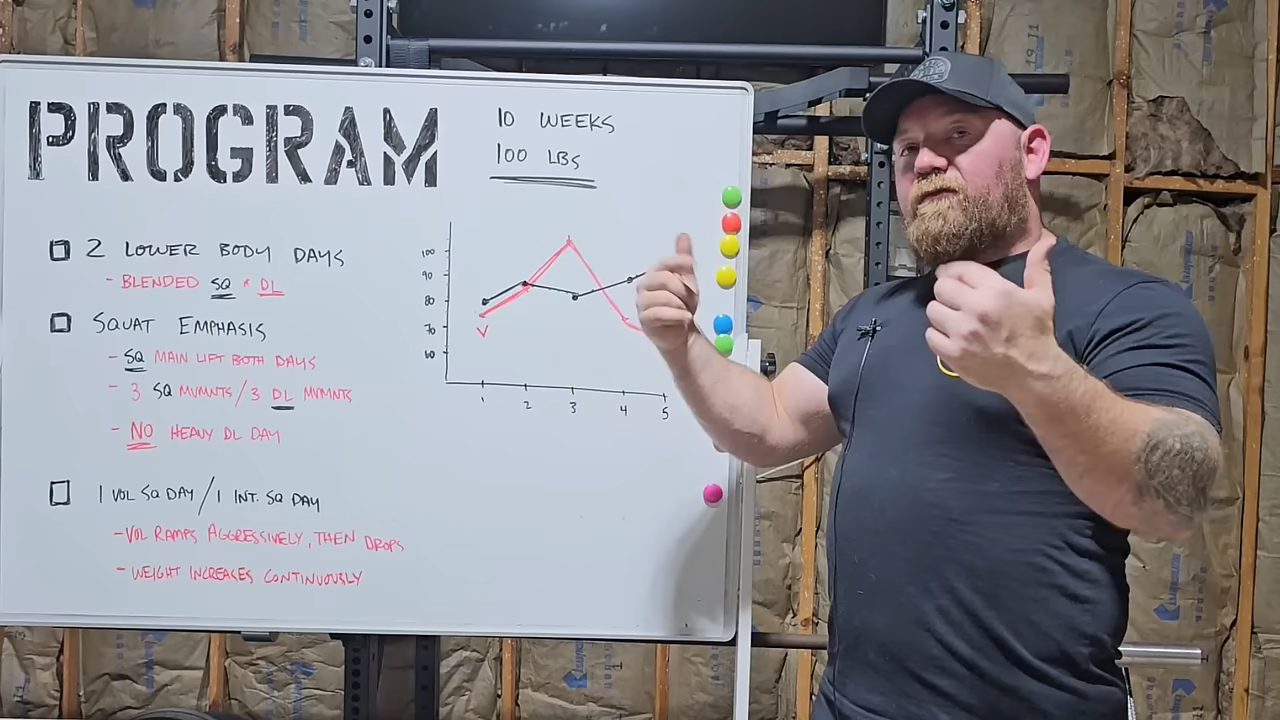 PROGRAM
10 WEEKS
100 LBS
2 LOWER BODY DAYS
- BLENDED SQ & DL
SQUAT EMPHASIS
- SQ MAIN LIFT BOTH DAYS
- 3 SQ MVMNTS/3 DL MVMNTS
- NO HEAVY DL DAY
1 VOL SQ DAY/1 INT. SQ DAY
- VOL RAMPS AGGRESSIVELY, THEN DROPS
- WEIGHT INCREASES CONTINUOUSLY
100
90
80
70
60
V
1 2 3 4 5